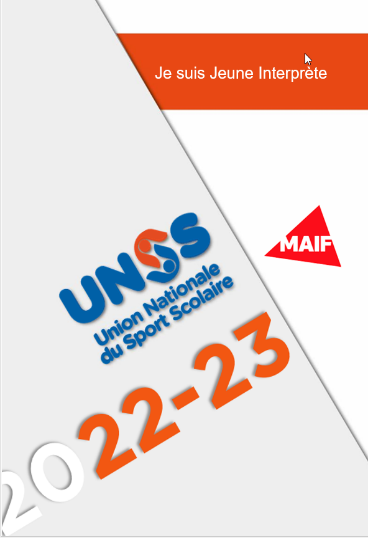 Je suis Jeune Interprète
MAIF
UNSS
Union Nationale
du Sport Scolaire
2022-23